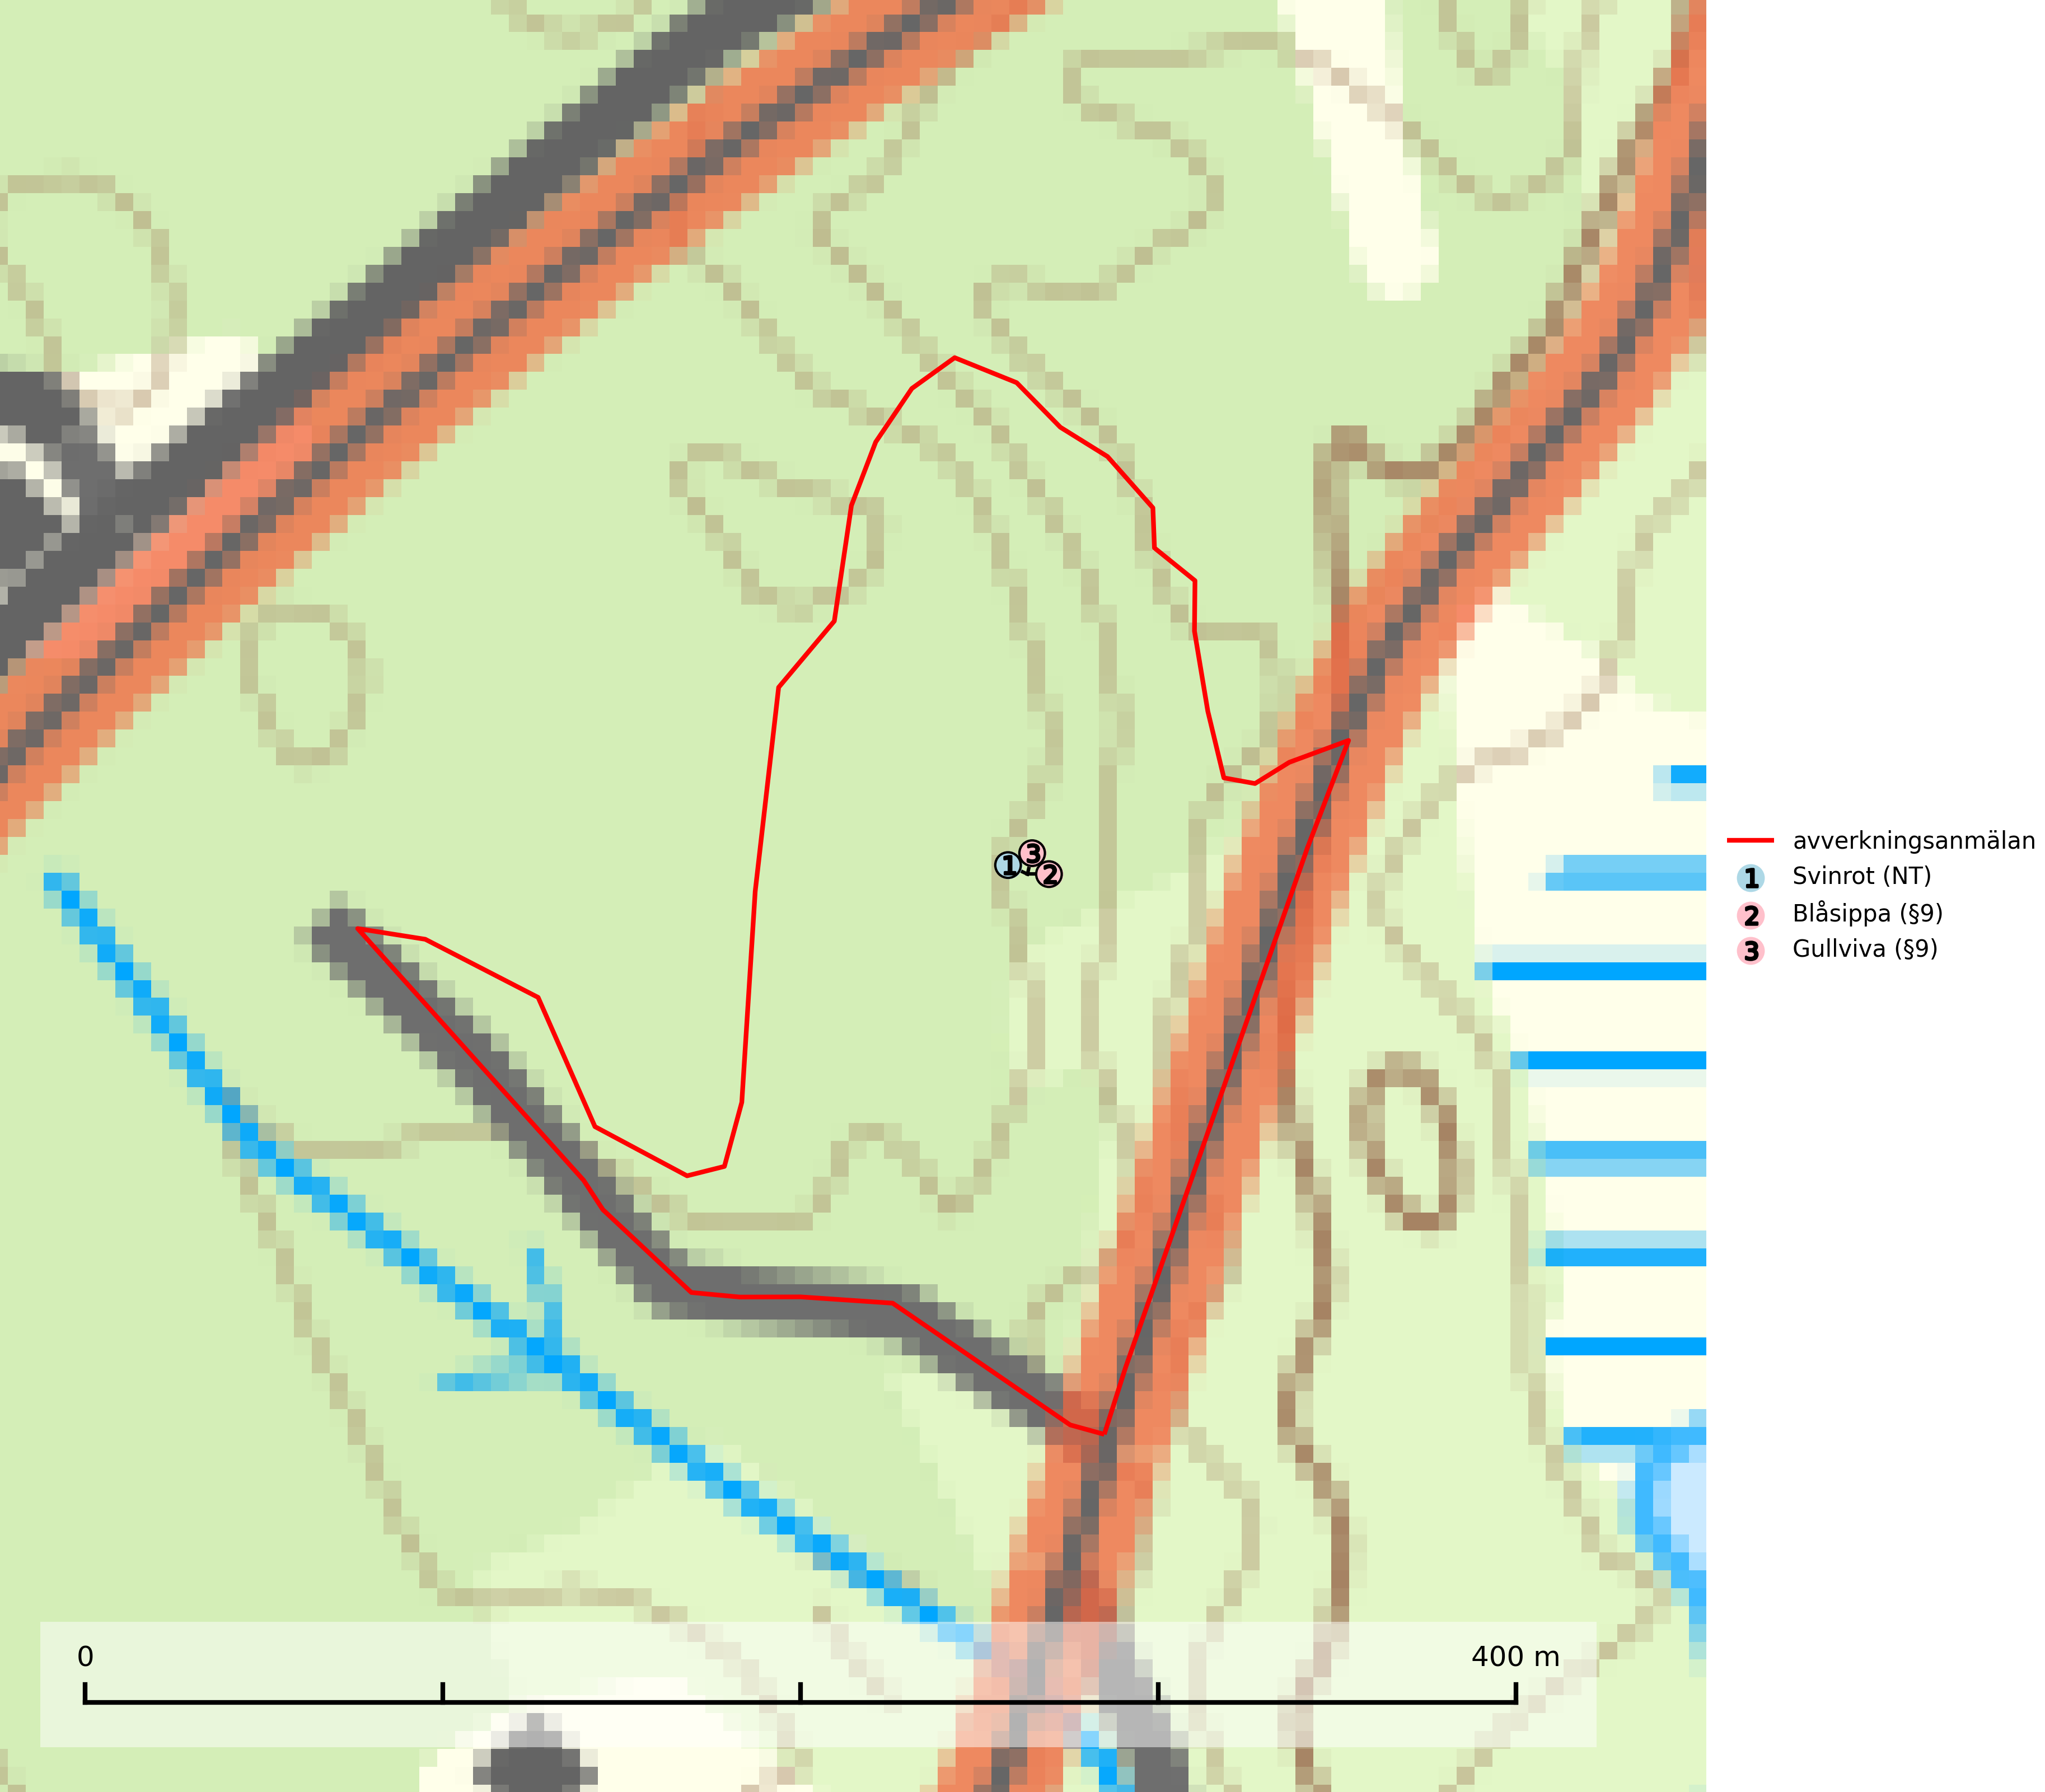 1
3
2
avverkningsanmälan
1 Svinrot (NT)
2 Blåsippa (§9)
3 Gullviva (§9)
0 400 m